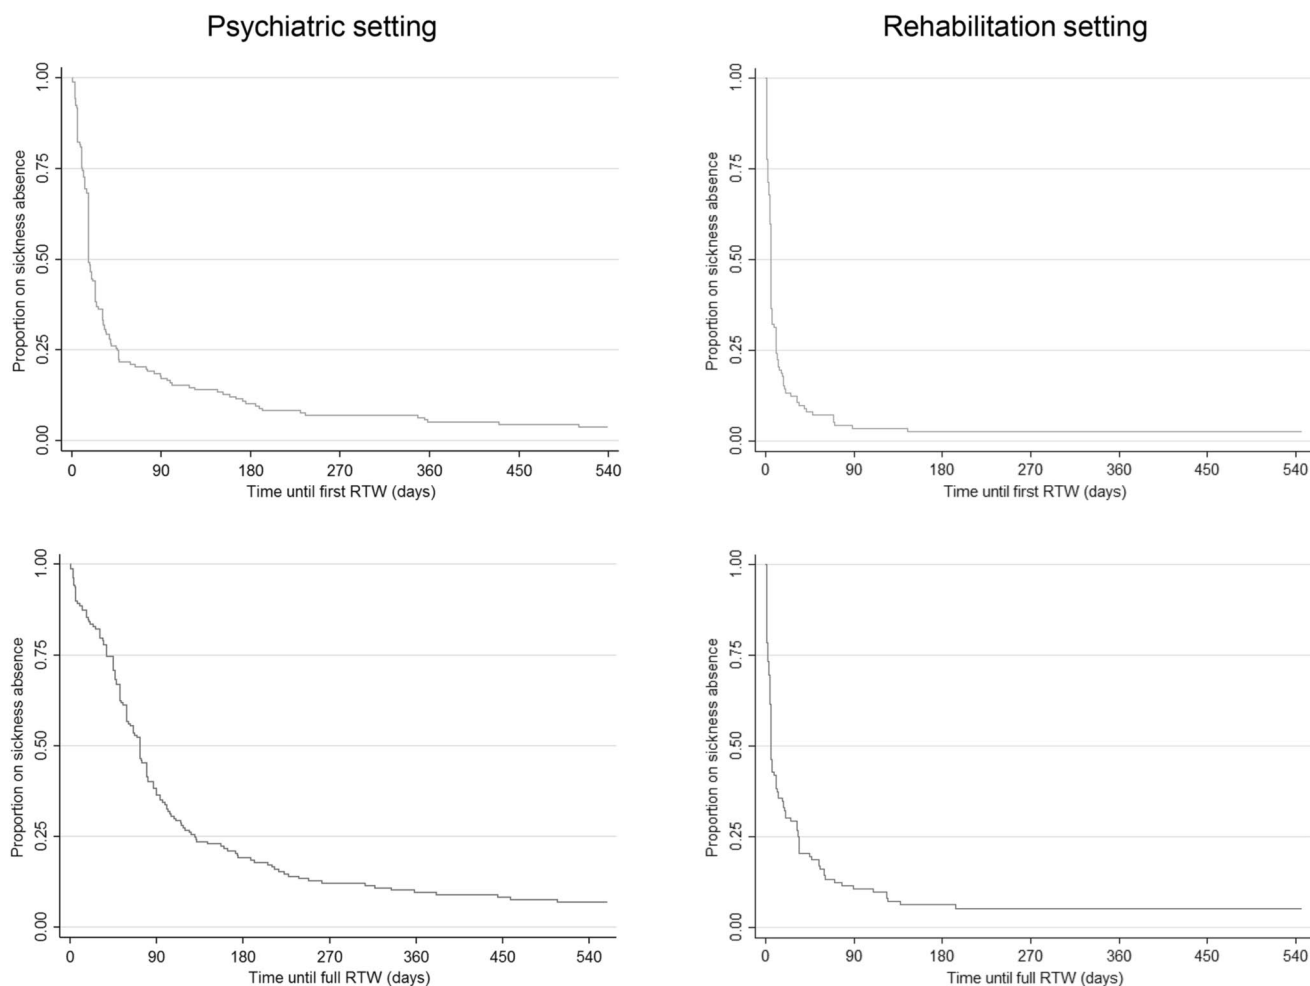 Psychiatric setting
Rehabilitation setting
Proportion on sickness absence
1.00
0.75
0.50
0.25
0.00
0 90 180 270 360 450 540
Time until first RTW (days)
Proportion on sickness absence
1.00
0.75
0.50
0.25
0.00
0 90 180 270 360 450 540
Time until first RTW (days)
Proportion on sickness absence
1.00
0.75
0.50
0.25
0.00
0 90 180 270 360 450 540
Time until full RTW (days)
Proportion on sickness absence
1.00
0.75
0.50
0.25
0.00
0 90 180 270 360 450 540
Time until full RTW (days)